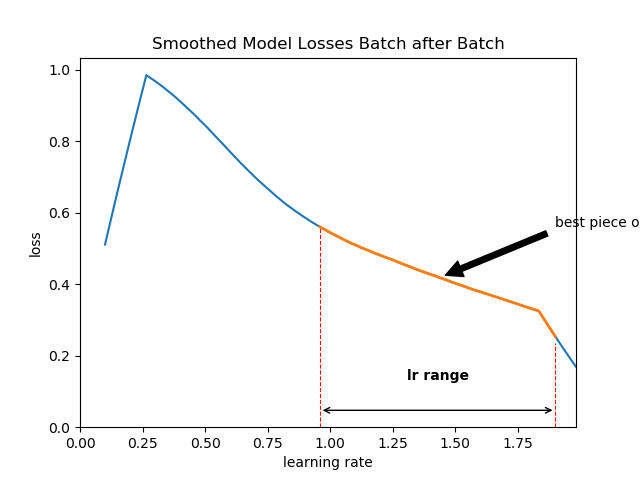 Smoothed Model Losses Batch after Batch
1.0
0.8
0.6
0.4
0.2
0.0
loss
best piece o
lr range
0.00 0.25 0.50 0.75 1.00 1.25 1.50 1.75
learning rate